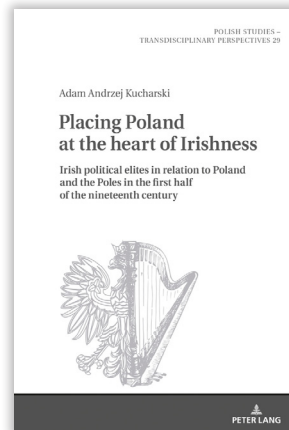 POLISH STUDIES –
TRANSDISCIPLINARY PERSPECTIVES 29
Adam Andrzej Kucharski
Placing Poland
at the heart of Irishness
Irish political elites in relation to Poland
and the Poles in the first half
of the nineteenth century
PETER LANG